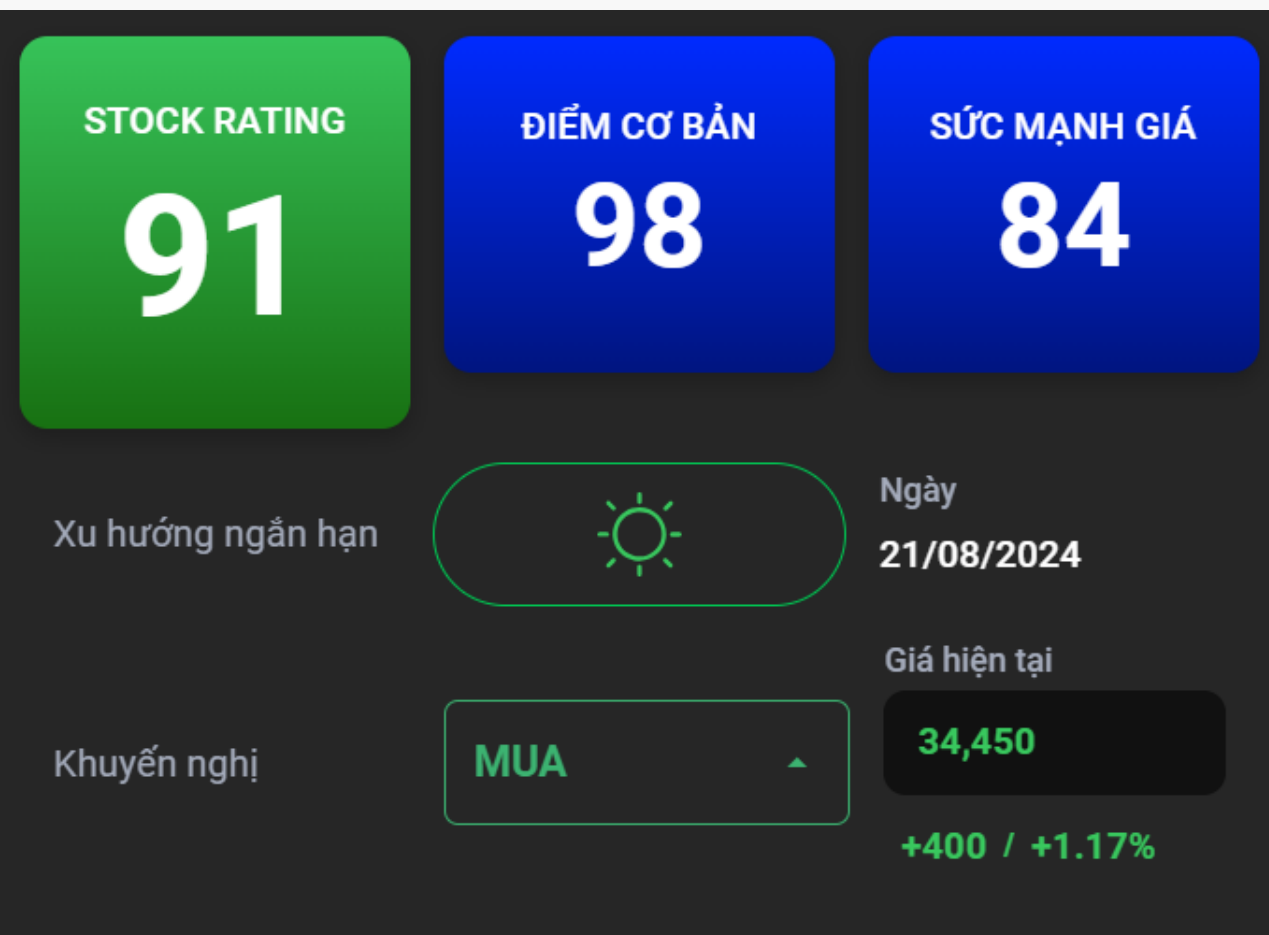 STOCK RATING
91
ĐIỂM CƠ BẢN
98
SỨC MẠNH GIÁ
84
Xu hướng ngắn hạn
Ngày
21/08/2024
Khuyến nghị
MUA
Giá hiện tại
34,450
+400 / +1.17%